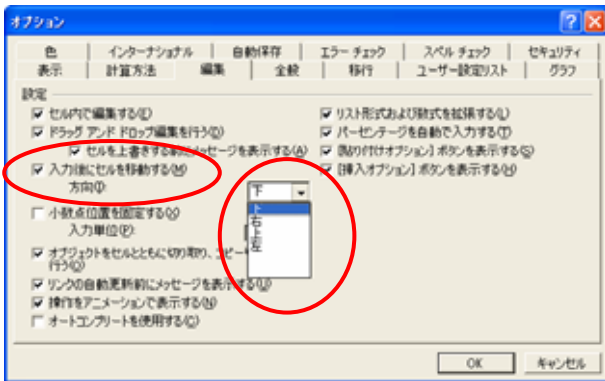 オプション
色 インターナショナル 自動保存 エラー チェック スペル チェック セキュリティ
表示 計算方法 編集 全般 移行 ユーザー設定リスト グラフ
設定
セル内で編集する(E)
ドラッグ アンド ドロップ編集を行う(D)
セルを上書きする前にメッセージを表示する(A)
入力後にセルを移動する(M)
方向(I):
下
下
右
上
左
小数点位置を固定する(X)
入力単位(P):
オブジェクトをセルとともに切り取り、コピー
行う(O)
リンクの自動更新前にメッセージを表示する(U)
操作をアニメーションで表示する(N)
オートコンプリートを使用する(C)
リスト形式および数式を拡張する(L)
パーセンテージを自動で入力する(T)
[貼り付けオプション] ボタンを表示する(S)
[挿入オプション] ボタンを表示する(H)
OK キャンセル